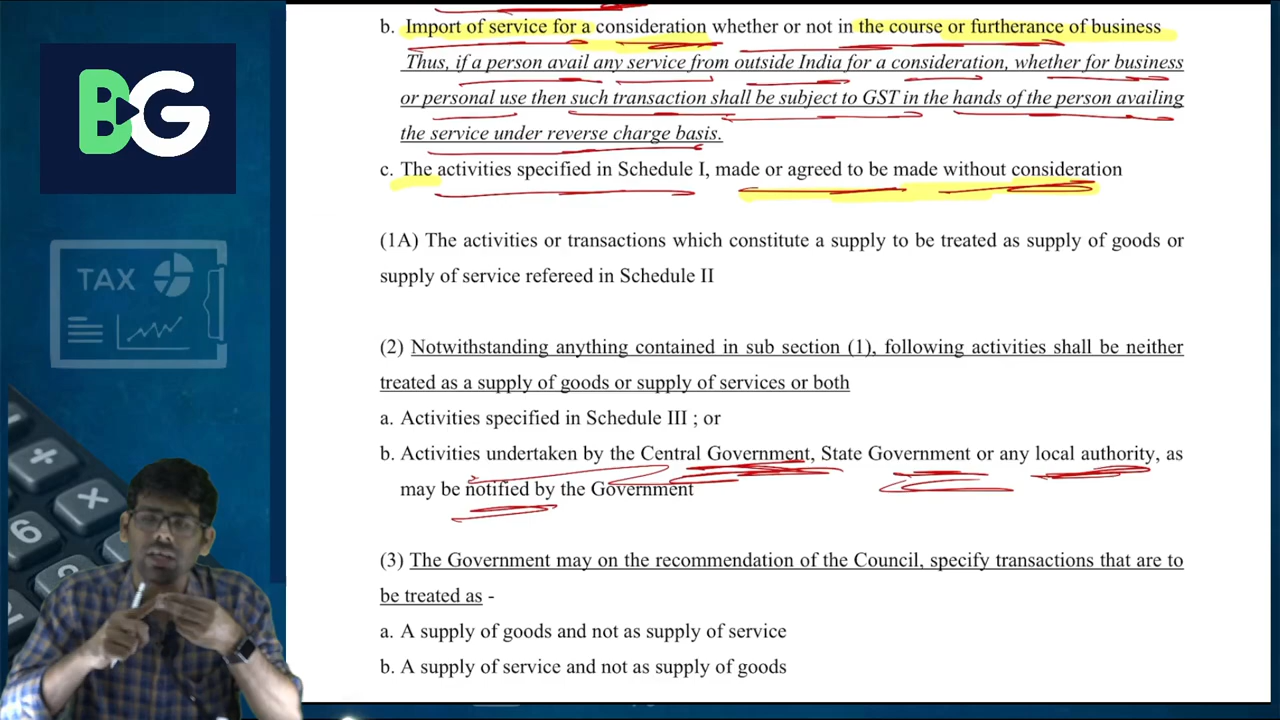 b. Import of service for a consideration whether or not in the course or furtherance of business
Thus, if a person avail any service from outside India for a consideration, whether for business
or personal use then such transaction shall be subject to GST in the hands of the person availing
the service under reverse charge basis.
c. The activities specified in Schedule I, made or agreed to be made without consideration
(1A) The activities or transactions which constitute a supply to be treated as supply of goods or
supply of service refereed in Schedule II
(2) Notwithstanding anything contained in sub section (1), following activities shall be neither
treated as a supply of goods or supply of services or both
a. Activities specified in Schedule III ; or
b. Activities undertaken by the Central Government, State Government or any local authority, as
may be notified by the Government
(3) The Government may on the recommendation of the Council, specify transactions that are to
be treated as -
a. A supply of goods and not as supply of service
b. A supply of service and not as supply of goods
BG
TAX
6